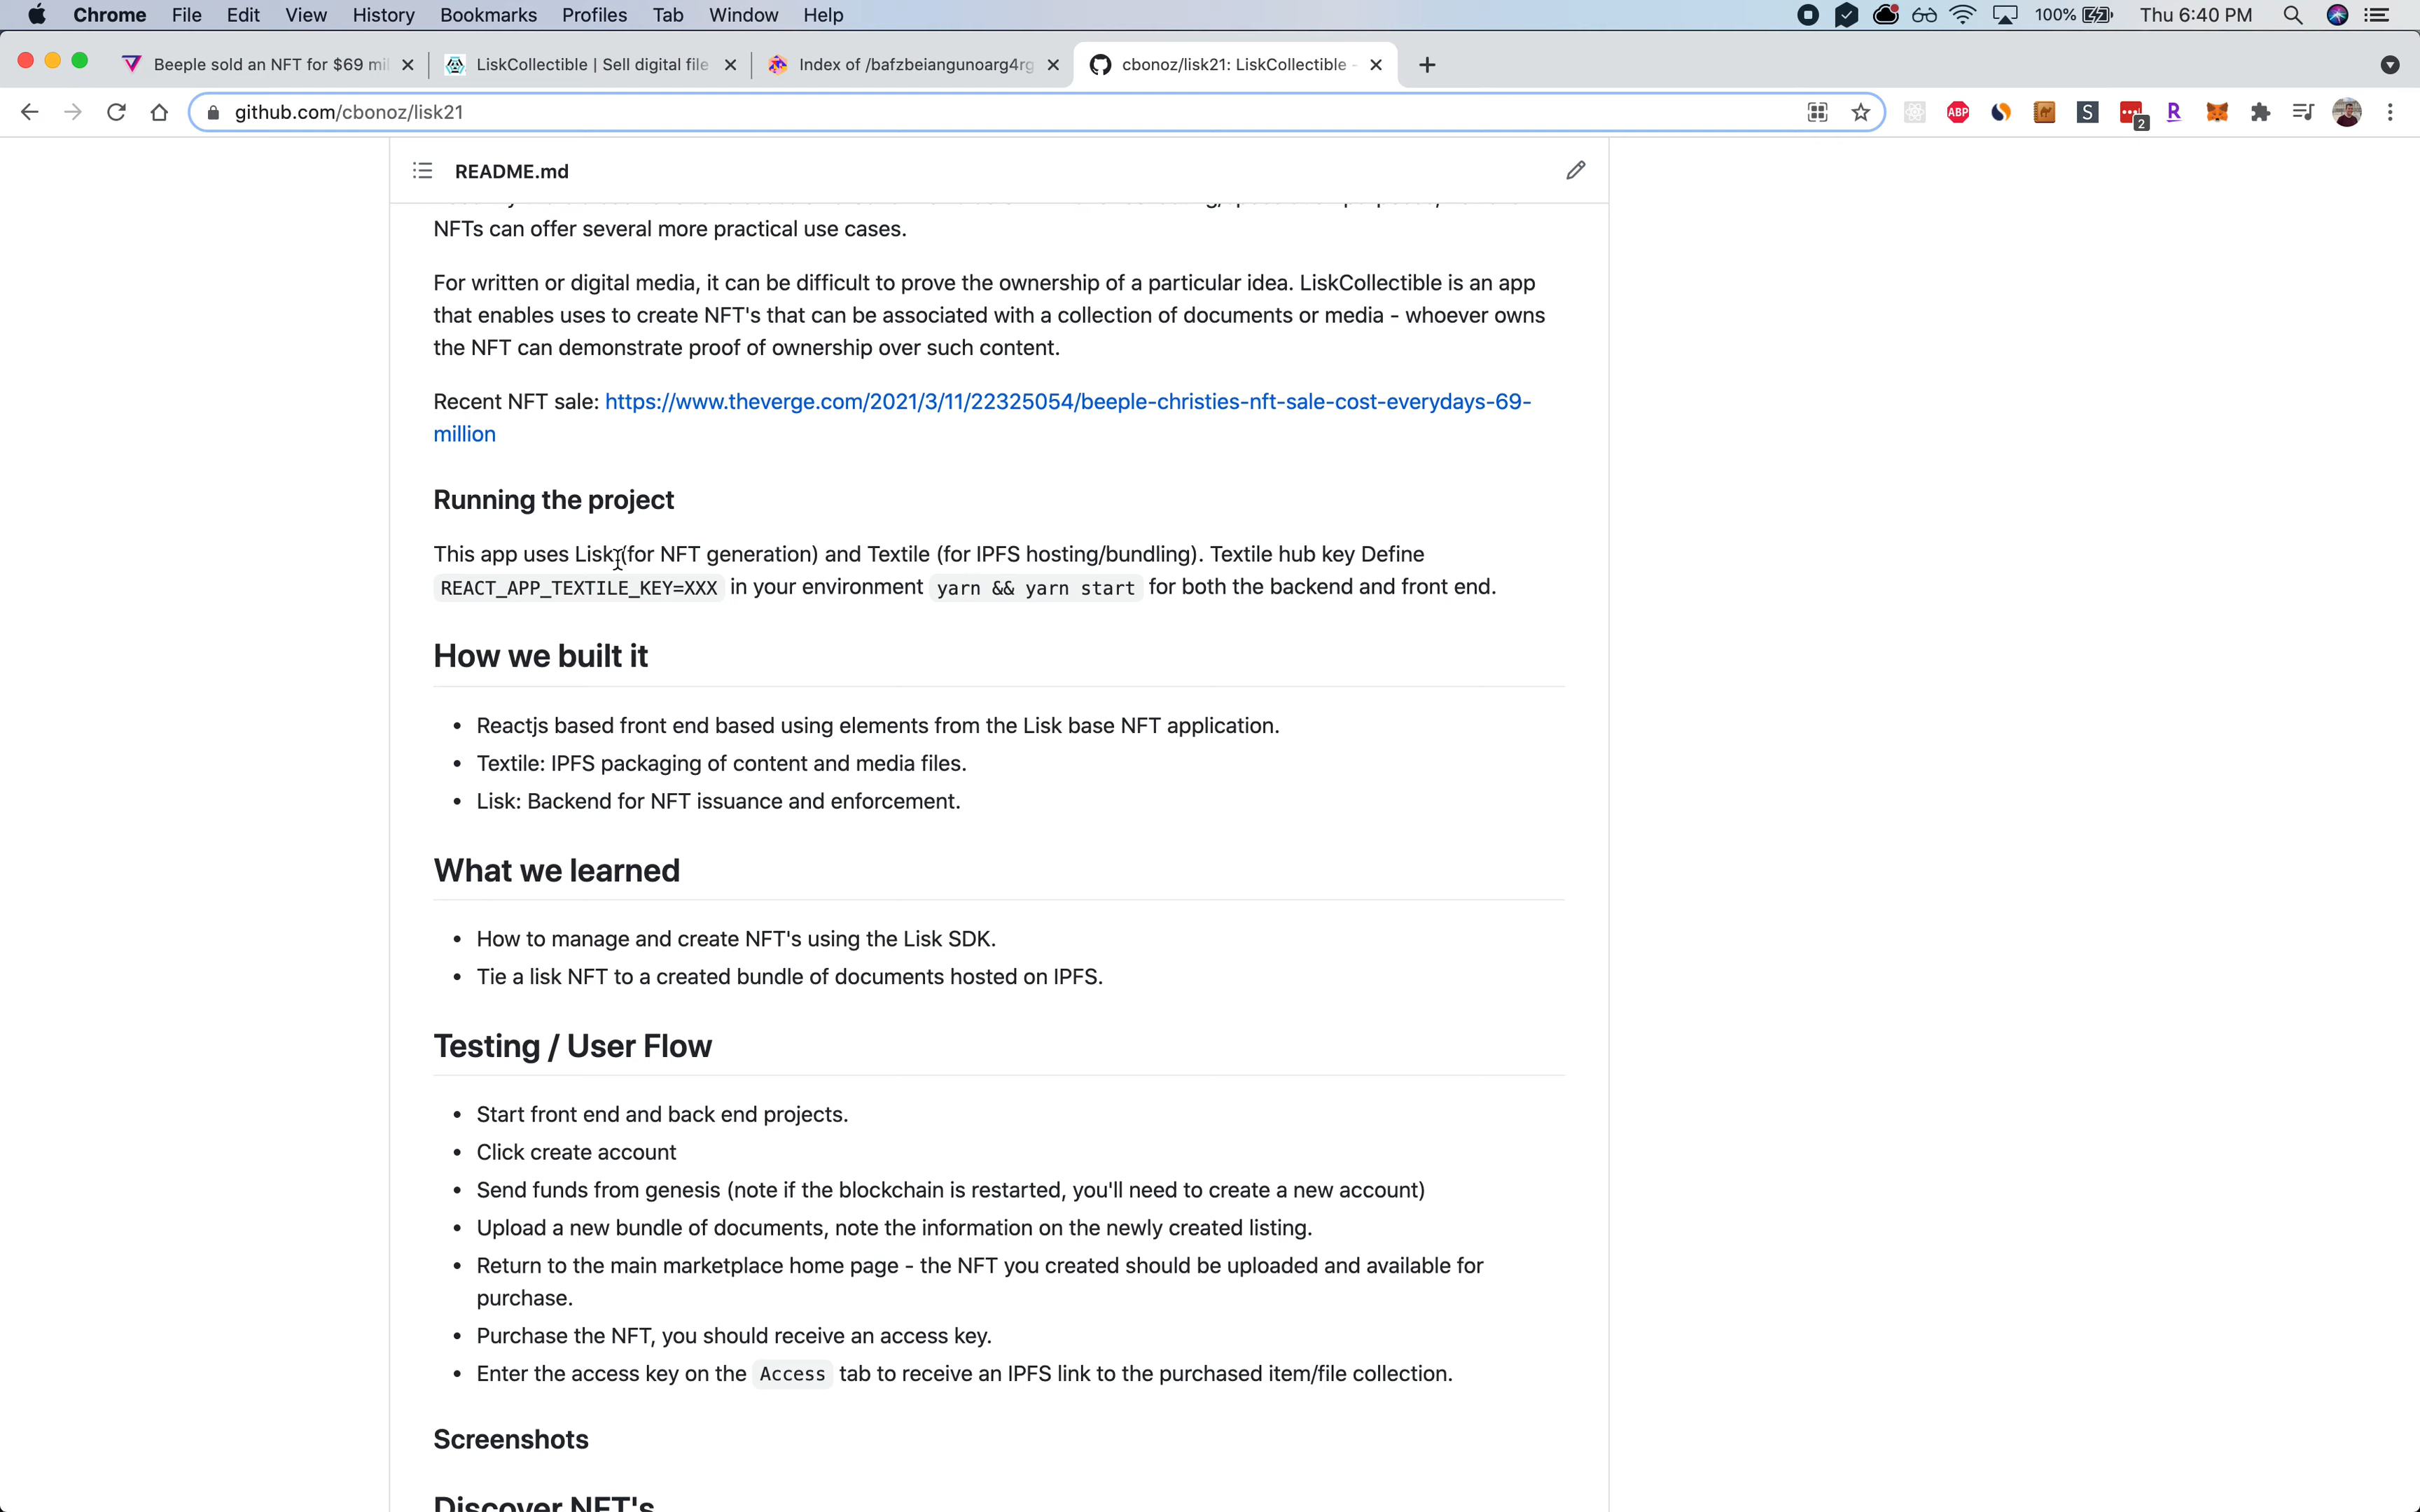 Chrome File Edit View History Bookmarks Profiles Tab Window Help 100% Thu 6:40 PM
Beeple sold an NFT for $69 mil LiskCollectible | Sell digital file Index of /bafzbeiangunoarg4rg cbonoz/lisk21: LiskCollectible -
github.com/cbonoz/lisk21 ABP S 2 R
README.md
NFTs can offer several more practical use cases.
For written or digital media, it can be difficult to prove the ownership of a particular idea. LiskCollectible is an app
that enables uses to create NFT's that can be associated with a collection of documents or media - whoever owns
the NFT can demonstrate proof of ownership over such content.
Recent NFT sale: https://www.theverge.com/2021/3/11/22325054/beeple-christies-nft-sale-cost-everydays-69-
million
Running the project
This app uses Lisk (for NFT generation) and Textile (for IPFS hosting/bundling). Textile hub key Define
REACT_APP_TEXTILE_KEY=XXX in your environment yarn && yarn start for both the backend and front end.
How we built it
• Reactjs based front end based using elements from the Lisk base NFT application.
• Textile: IPFS packaging of content and media files.
• Lisk: Backend for NFT issuance and enforcement.
What we learned
• How to manage and create NFT's using the Lisk SDK.
• Tie a lisk NFT to a created bundle of documents hosted on IPFS.
Testing / User Flow
• Start front end and back end projects.
• Click create account
• Send funds from genesis (note if the blockchain is restarted, you'll need to create a new account)
• Upload a new bundle of documents, note the information on the newly created listing.
• Return to the main marketplace home page - the NFT you created should be uploaded and available for
purchase.
• Purchase the NFT, you should receive an access key.
• Enter the access key on the Access tab to receive an IPFS link to the purchased item/file collection.
Screenshots
Discover NFT's